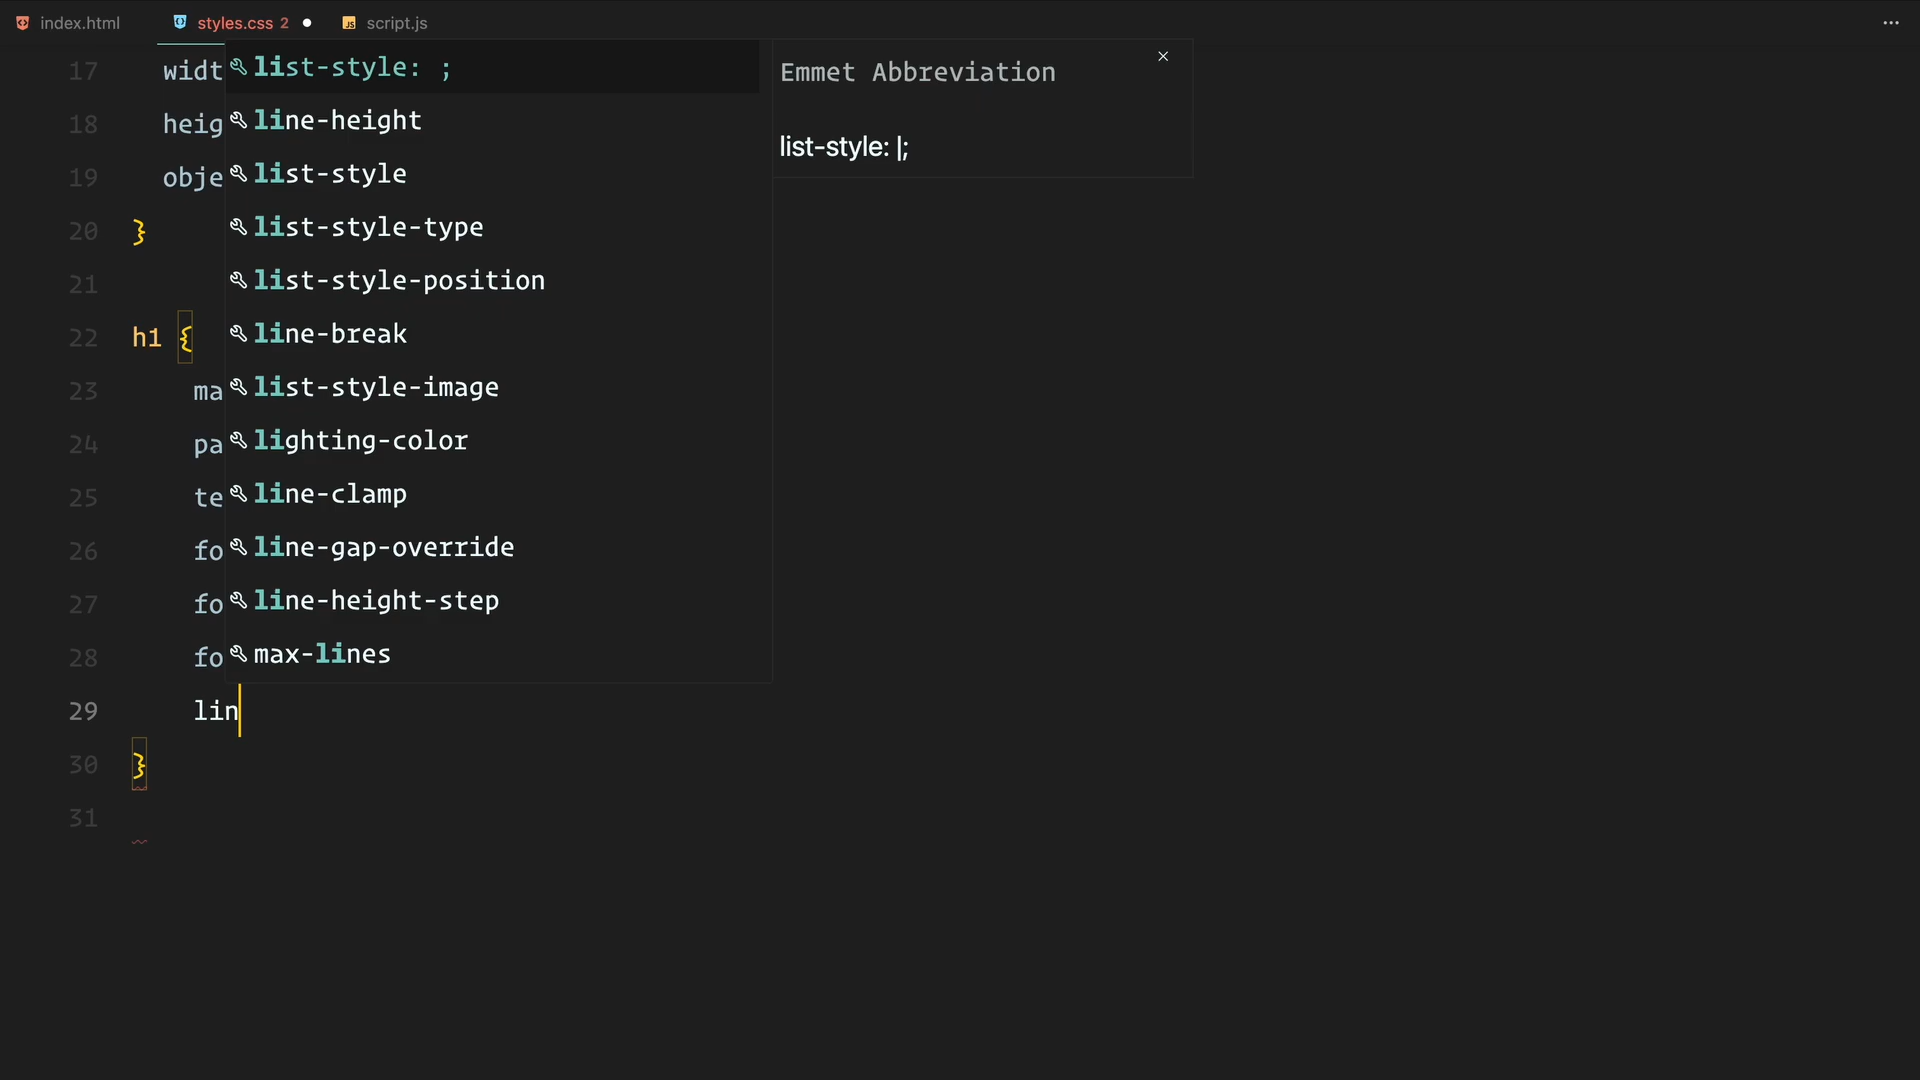 index.html styles.css 2 script.js
17 widt
18 heig
19 obje
20 }
21
22 h1 {
23 ma
24 pa
25 te
26 fo
27 fo
28 fo
29 lin
30 }
31
list-style: ;
line-height
list-style
list-style-type
list-style-position
line-break
list-style-image
lighting-color
line-clamp
line-gap-override
line-height-step
max-lines
Emmet Abbreviation
list-style: |;